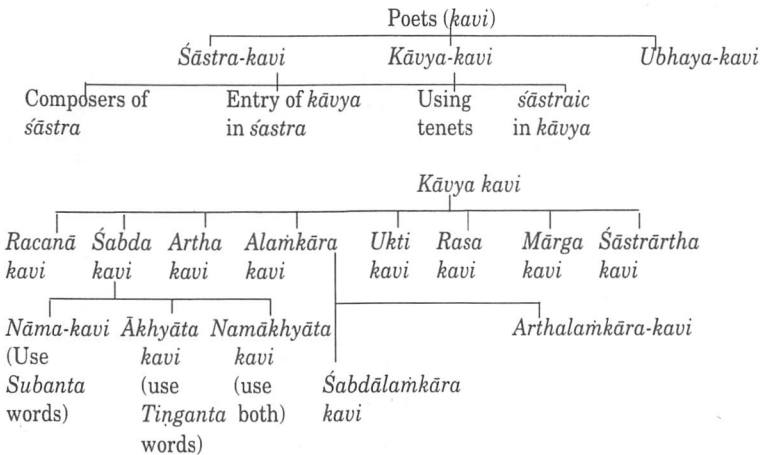 Poets (kavi)
Śāstra-kavi Kāvya-kavi Ubhaya-kavi
Composers of Entry of kāvya Using śāstraic
śāstra in śastra tenets in kāvya
Kāvya kavi
Racanā Śabda Artha Alaṁkāra Ukti Rasa Mārga Śāstrārtha
kavi kavi kavi kavi kavi kavi kavi kavi
Nāma-kavi Ākhyāta Namākhyāta Arthalaṁkāra-kavi
(Use kavi kavi
Subanta (use (use Śabdālaṁkāra
words) Tiṇganta both) kavi
words)